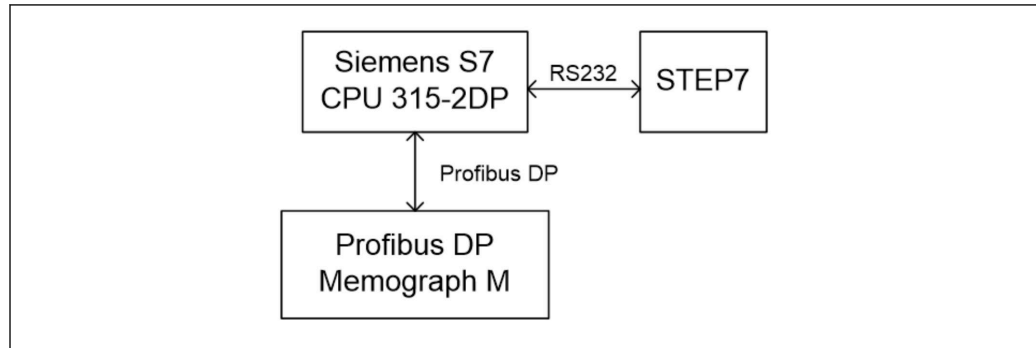 Siemens S7
CPU 315-2DP
RS232
STEP7
Profibus DP
Profibus DP
Memograph M